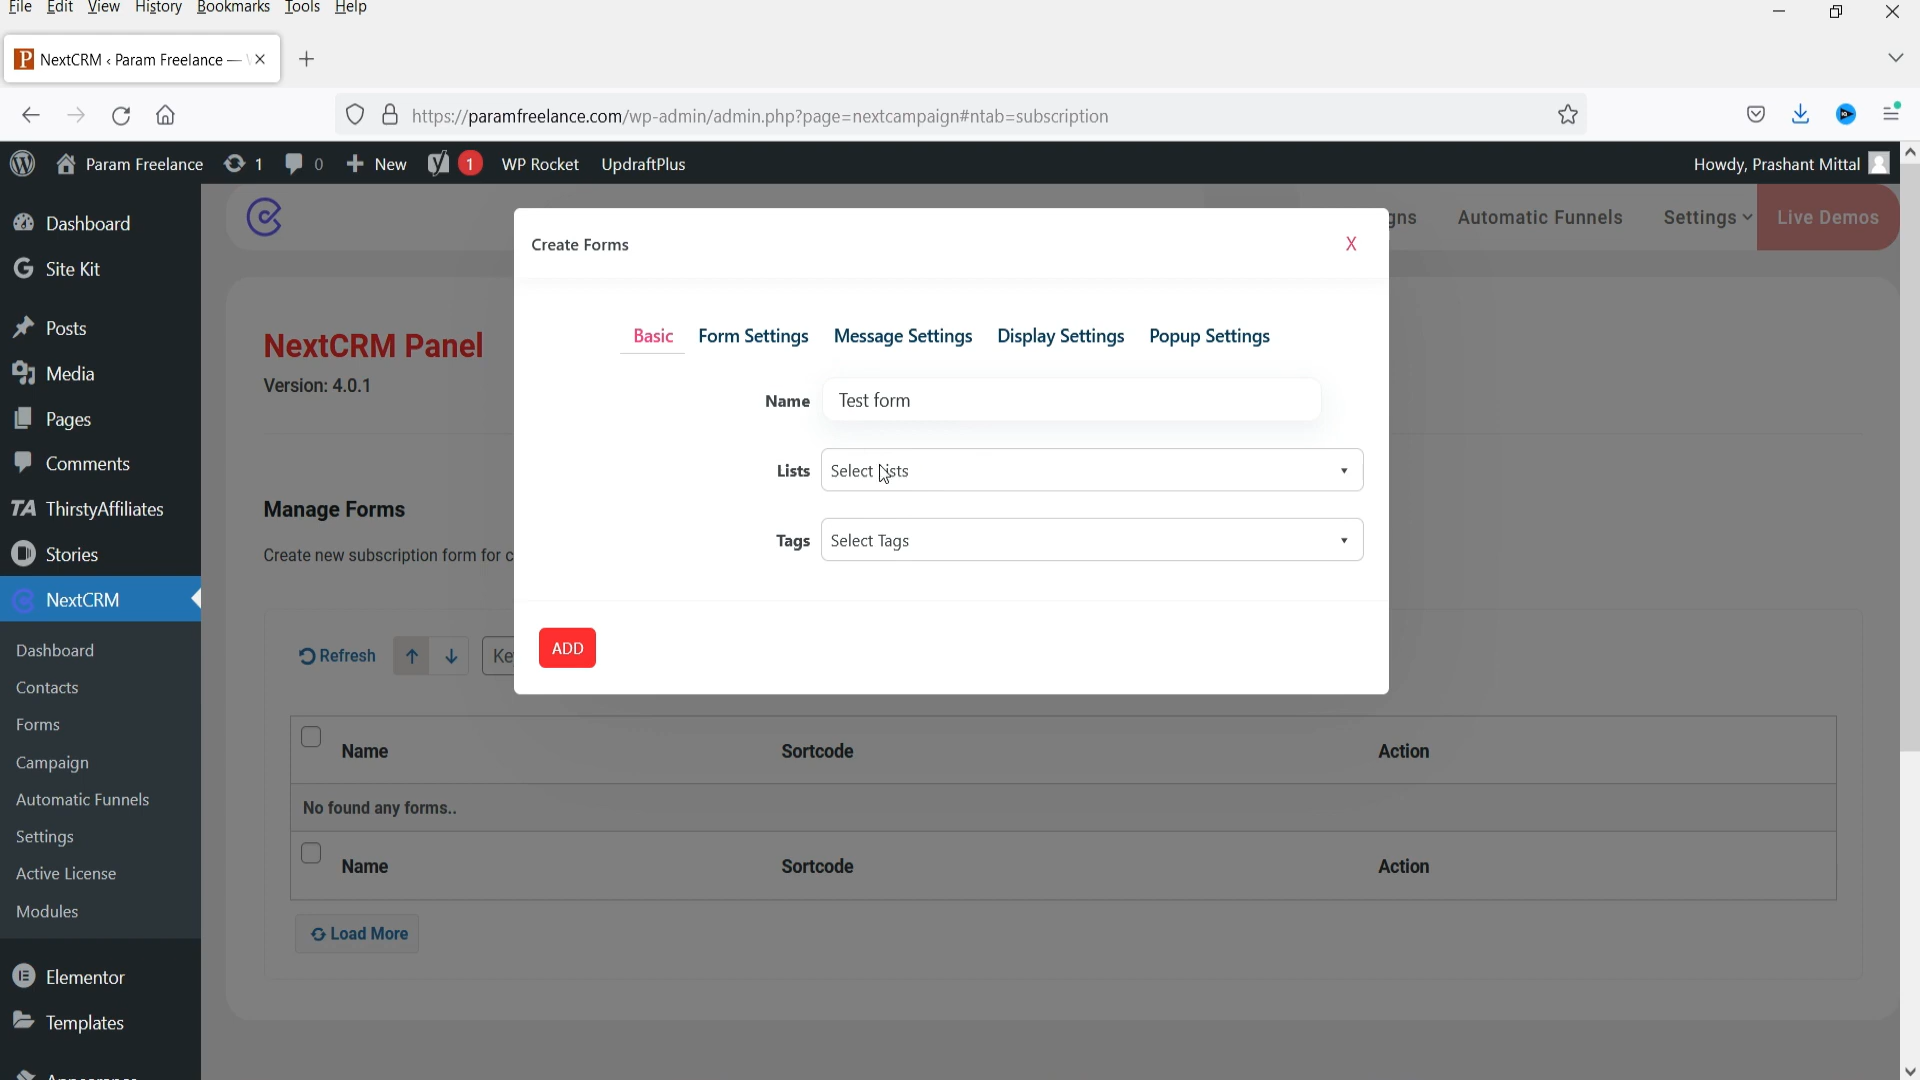 File Edit View History Bookmarks Tools Help
NextCRM ‹ Param Freelance —
https://paramfreelance.com/wp-admin/admin.php?page=nextcampaign#ntab=subscription
Param Freelance 1 0 New 1 WP Rocket UpdraftPlus Howdy, Prashant Mittal
Dashboard
Site Kit
Posts
Media
Pages
Comments
TA ThirstyAffiliates
Stories
NextCRM
Dashboard
Contacts
Forms
Campaign
Automatic Funnels
Settings
Active License
Modules
Elementor
Templates
Automatic Funnels Settings Live Demos
NextCRM Panel
Version: 4.0.1
Manage Forms
Create new subscription form for
Refresh
Create Forms X
Basic Form Settings Message Settings Display Settings Popup Settings
Name Test form
Lists Select Lists
Tags Select Tags
ADD
Name Sortcode Action
No found any forms..
Name Sortcode Action
Load More